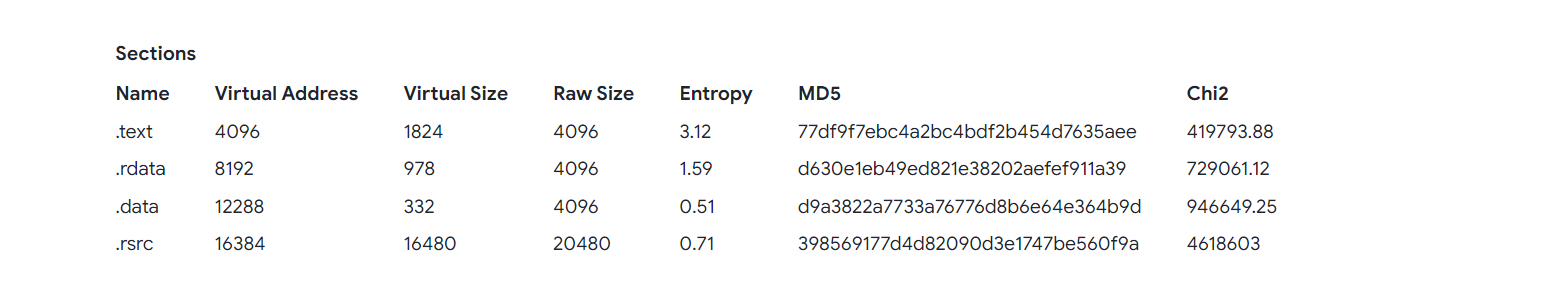 Sections
Name Virtual Address Virtual Size Raw Size Entropy MD5 Chi2
.text 4096 1824 4096 3.12 77df9f7ebc4a2bc4bdf2b454d7635aee 419793.88
.rdata 8192 978 4096 1.59 d630e1eb49ed821e38202aefef911a39 729061.12
.data 12288 332 4096 0.51 d9a3822a7733a76776d8b6e64e364b9d 946649.25
.rsrc 16384 16480 20480 0.71 398569177d4d82090d3e1747be560f9a 4618603